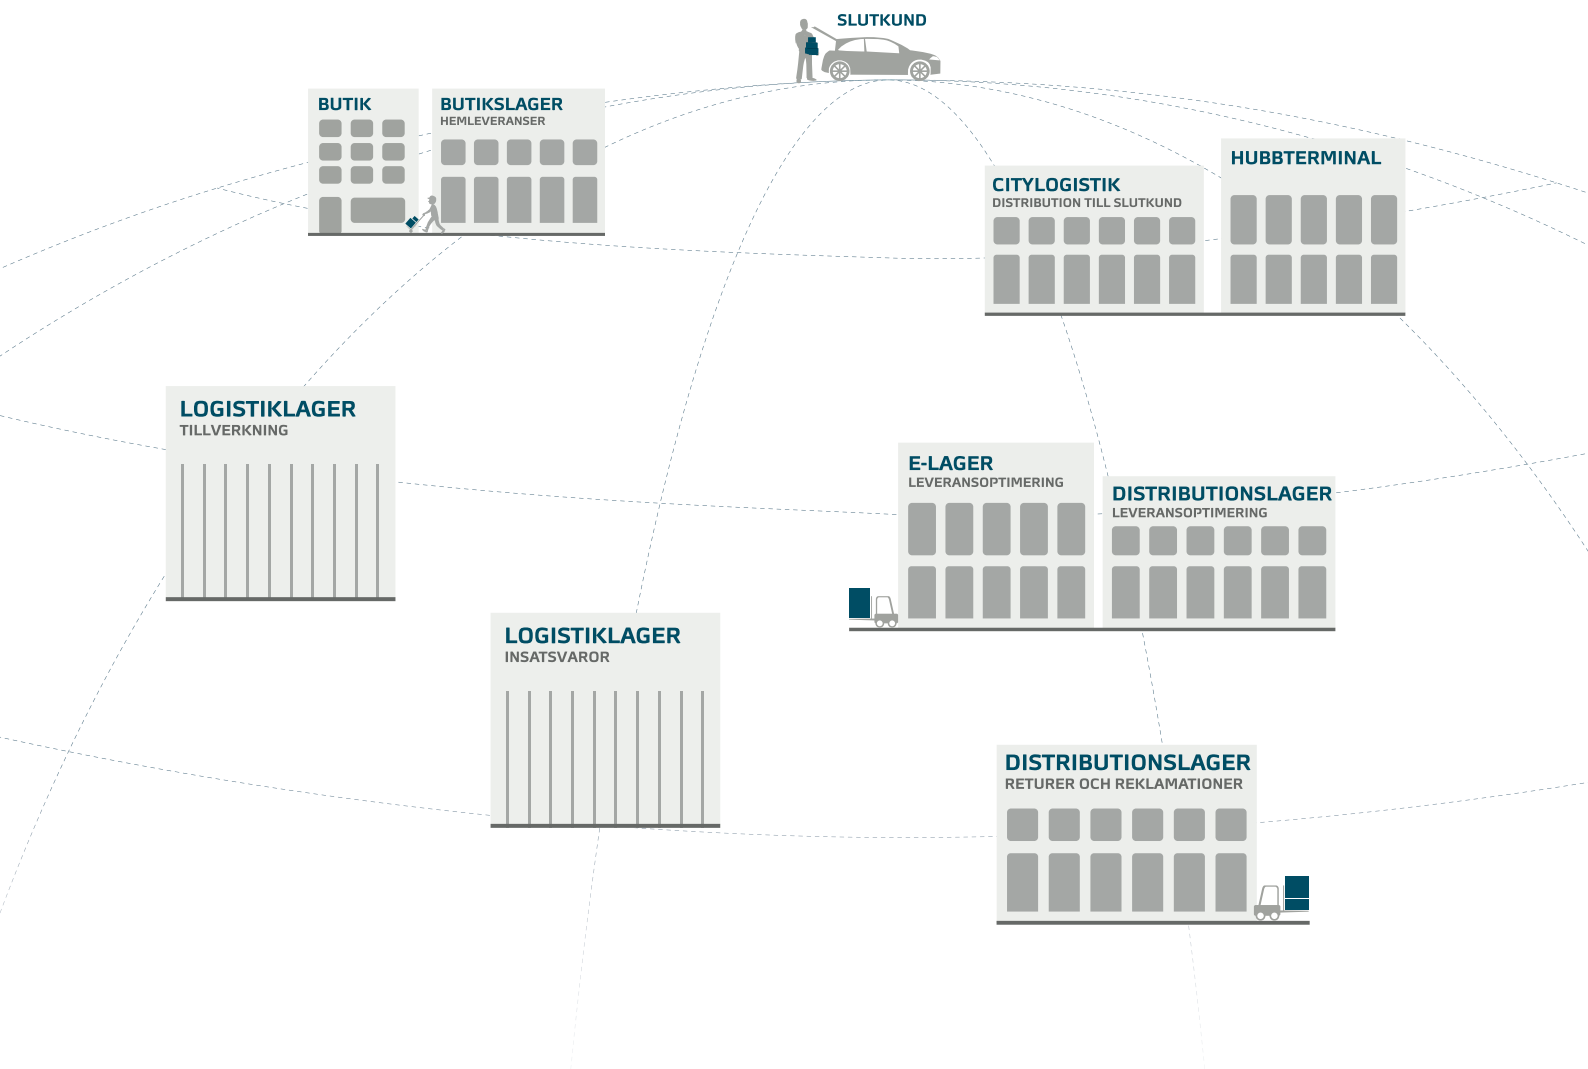 SLUTKUND
BUTIK
BUTIKSLAGER
HEMLEVERANSER
HUBBTERMINAL
CITYLOGISTIK
DISTRIBUTION TILL SLUTKUND
LOGISTIKLAGER
TILLVERKNING
E-LAGER
LEVERANSOPTIMERING
DISTRIBUTIONSLAGER
LEVERANSOPTIMERING
LOGISTIKLAGER
INSATSVAROR
DISTRIBUTIONSLAGER
RETURER OCH REKLAMATIONER